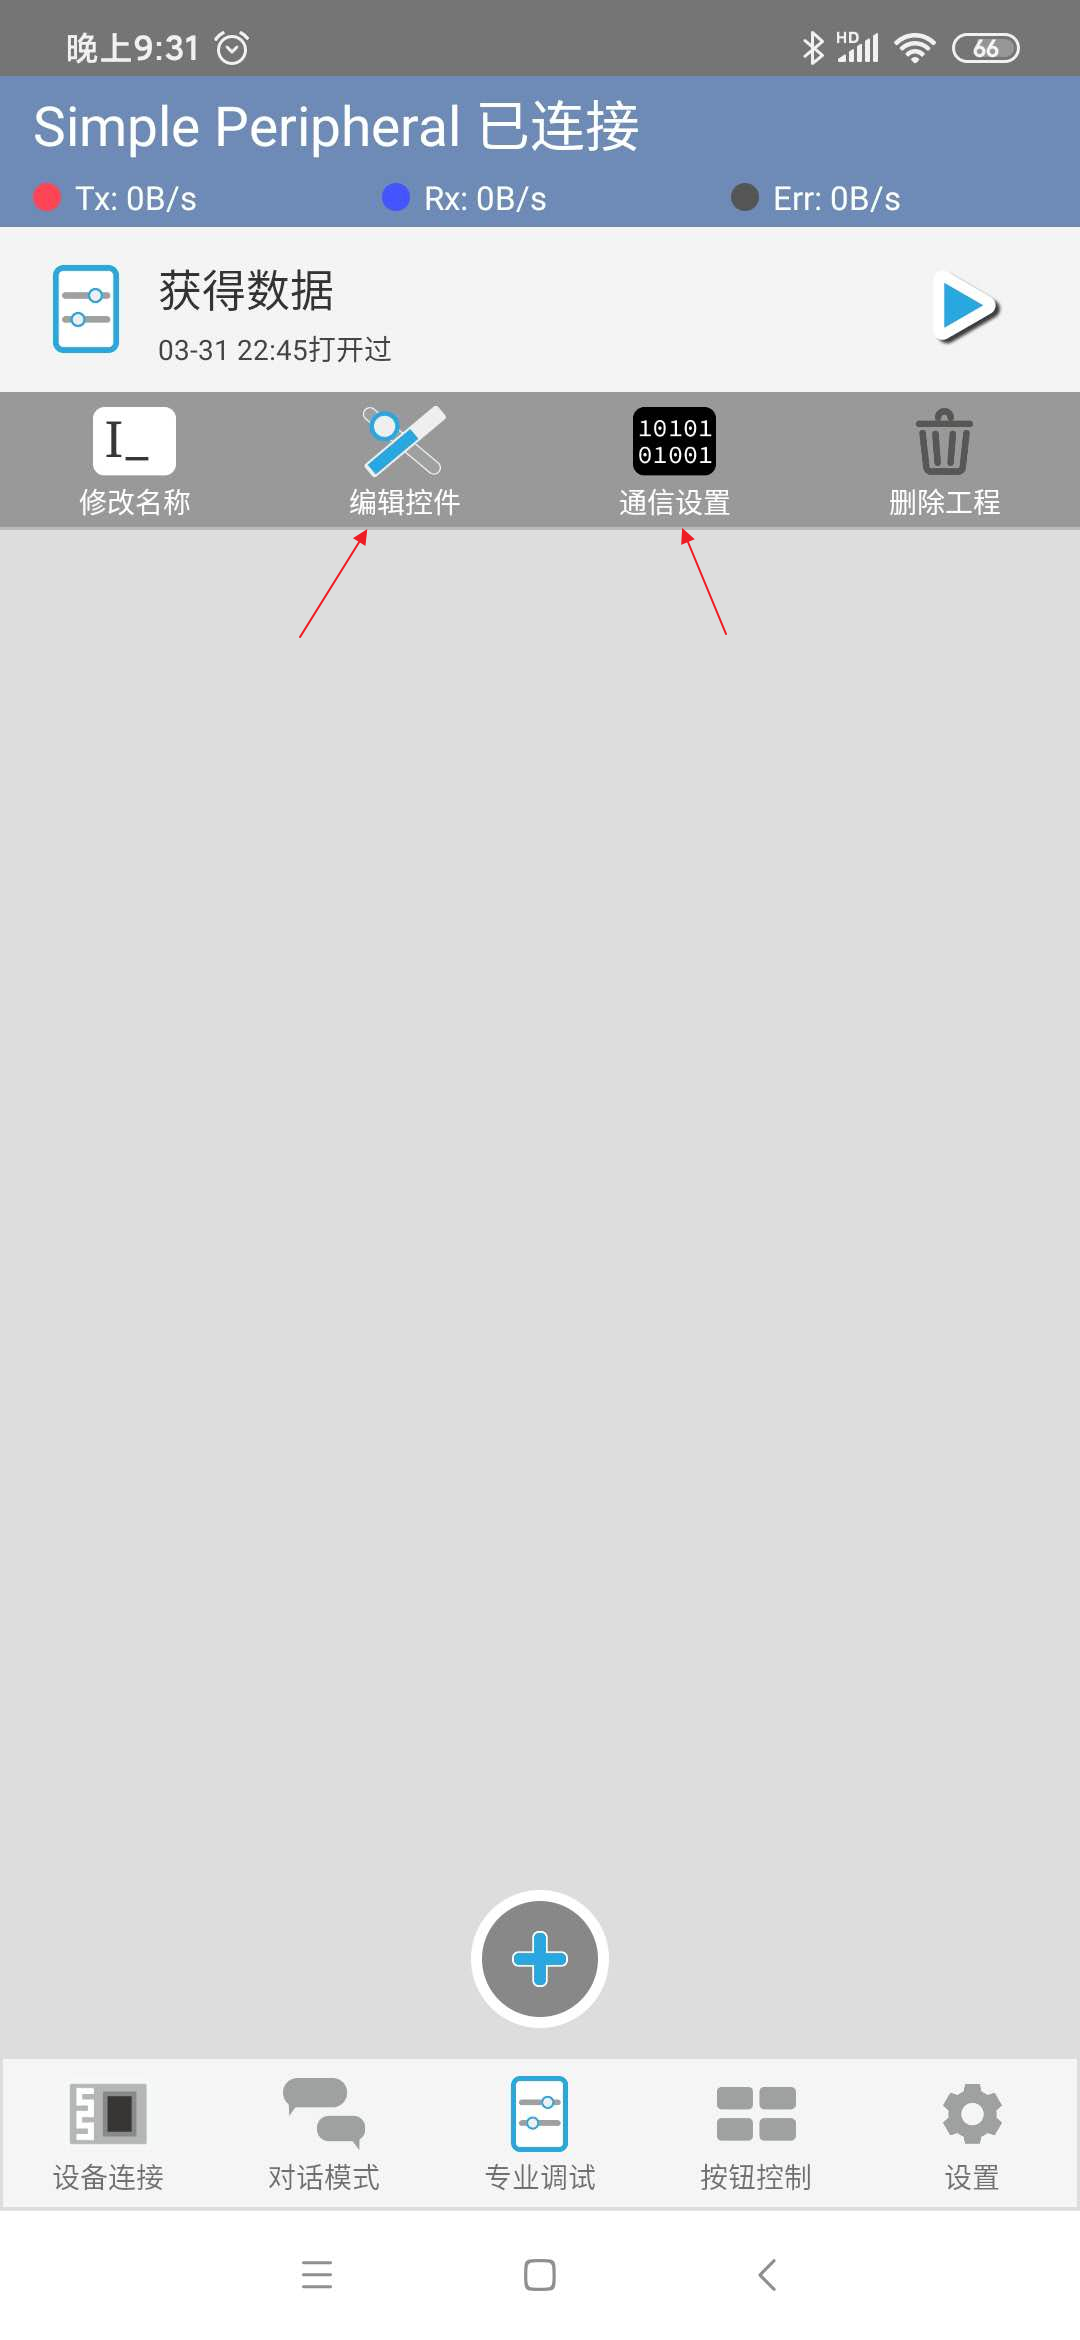 晚上9:31 HD 66
Simple Peripheral 已连接
Tx: 0B/s Rx: 0B/s Err: 0B/s
获得数据
03-31 22:45打开过
I_
10101
01001
修改名称 编辑控件 通信设置 删除工程
设备连接 对话模式 专业调试 按钮控制 设置